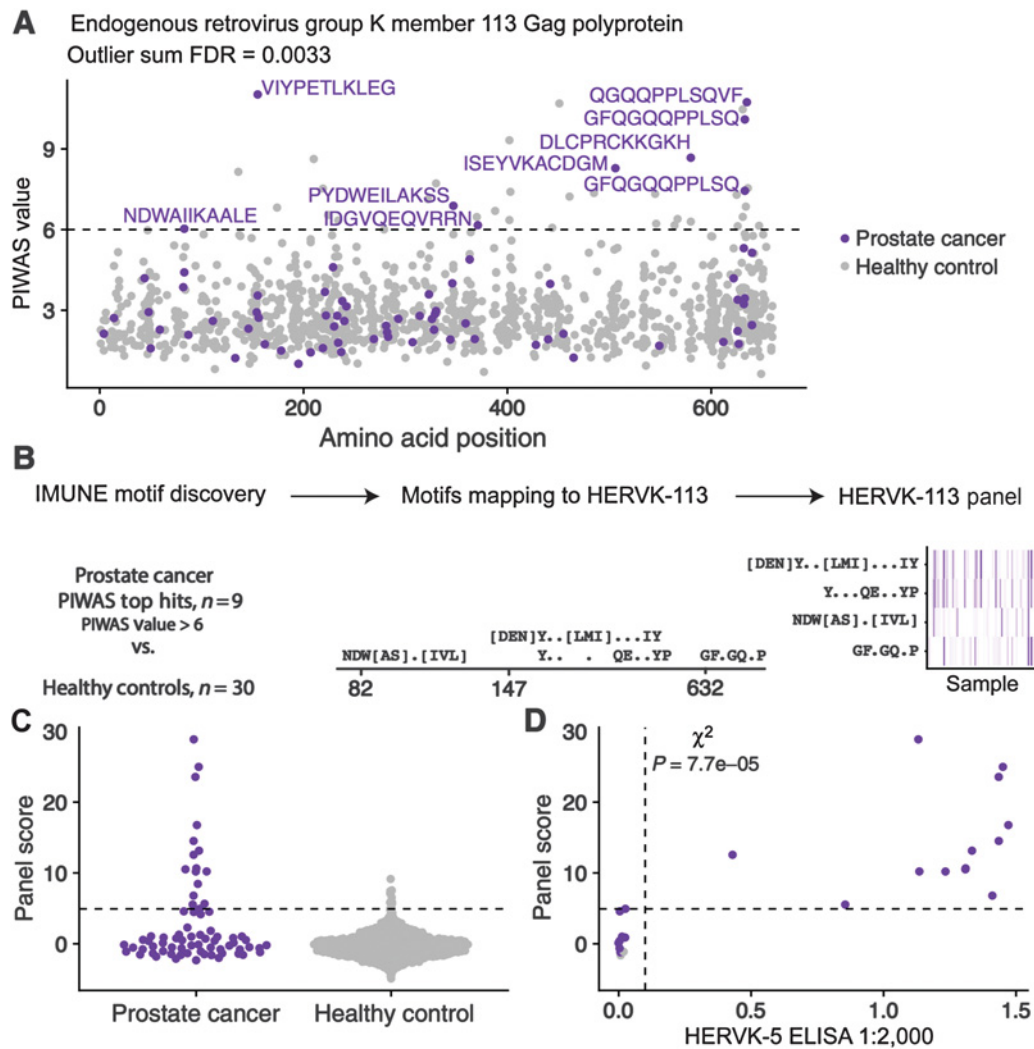 A Endogenous retrovirus group K member 113 Gag polyprotein
Outlier sum FDR = 0.0033
PIWAS value
9
6
3
VIYPETLKLEG
QGQQPPLSQVF
GFQGQQPPLSQ
DLCPRCKKGKH
ISEYVKACDGM
GFQGQQPPLSQ
PYDWEILAKSS
IDGVQEQVRRN
NDWAIIKAALE
Prostate cancer
Healthy control
0 200 400 600
Amino acid position
B
IMUNE motif discovery Motifs mapping to HERVK-113 HERVK-113 panel
Prostate cancer
PIWAS top hits, n = 9
PIWAS value > 6
vs.
Healthy controls, n = 30
[DEN]Y..[LMI]...IY
NDW[AS].[IVL] Y.. . QE..YP GF.GQ.P
82 147 632
[DEN]Y..[LMI]...IY
Y...QE..YP
NDW[AS].[IVL]
GF.GQ.P
Sample
C
Panel score
30
20
10
0
Prostate cancer Healthy control
D
Panel score
30
20
10
0
χ2
P = 7.7e–05
0.0 0.5 1.0 1.5
HERVK-5 ELISA 1:2,000